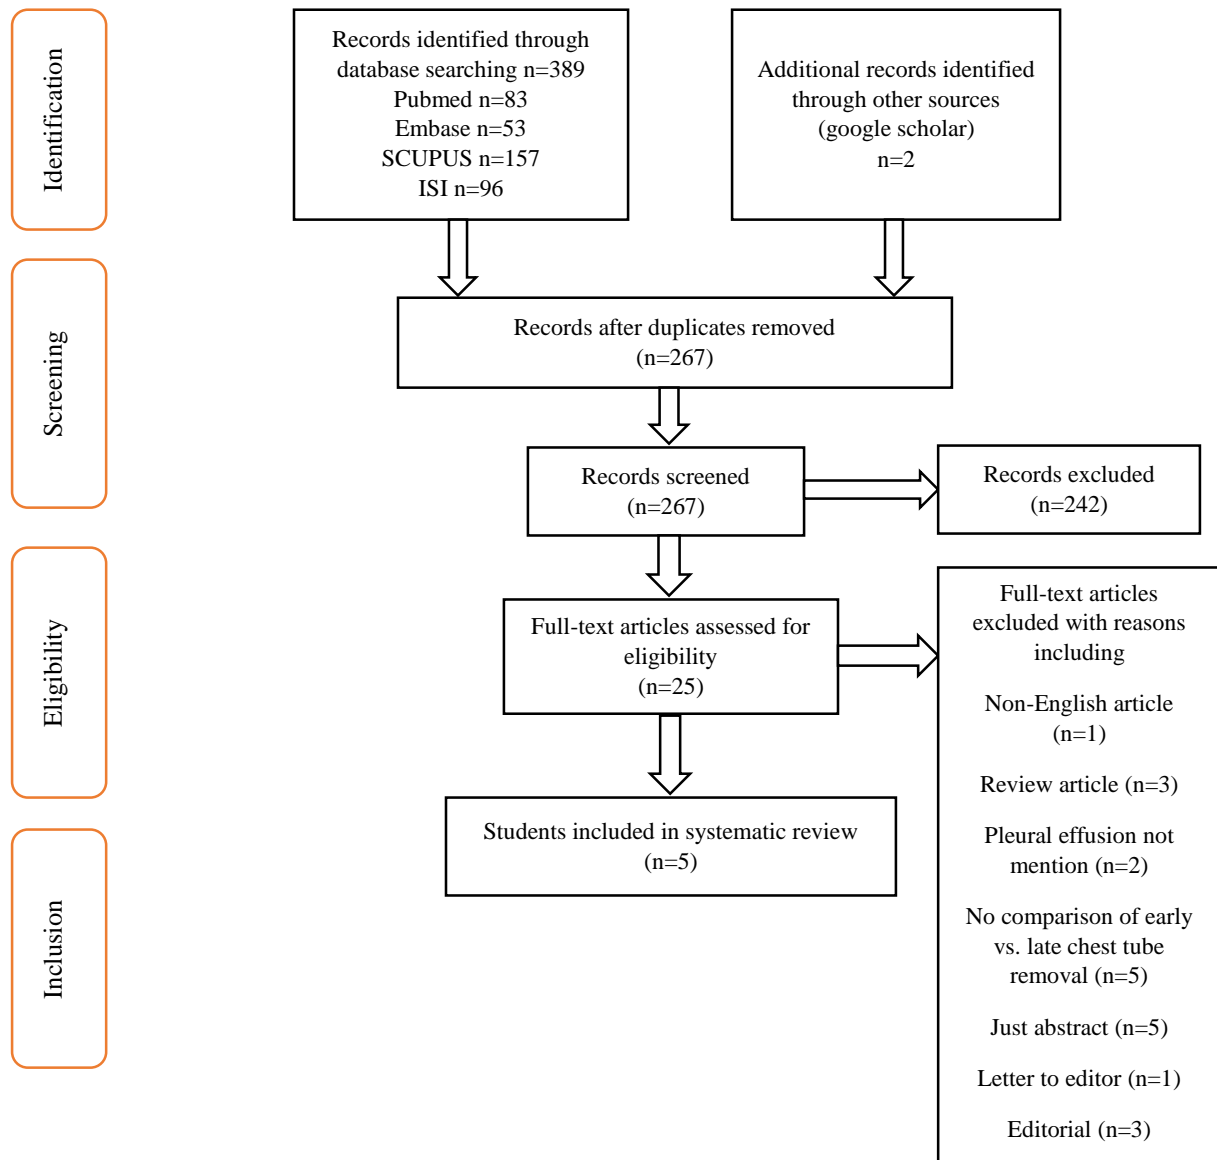 Identification
Records identified through
database searching n=389
Pubmed n=83
Embase n=53
SCUPUS n=157
ISI n=96
Additional records identified
through other sources
(google scholar)
n=2
Screening
Records after duplicates removed
(n=267)
Records screened
(n=267)
Records excluded
(n=242)
Eligibility
Full-text articles assessed for
eligibility
(n=25)
Full-text articles
excluded with reasons
including
Non-English article
(n=1)
Review article (n=3)
Pleural effusion not
mention (n=2)
No comparison of early
vs. late chest tube
removal (n=5)
Just abstract (n=5)
Letter to editor (n=1)
Editorial (n=3)
Inclusion
Students included in systematic review
(n=5)